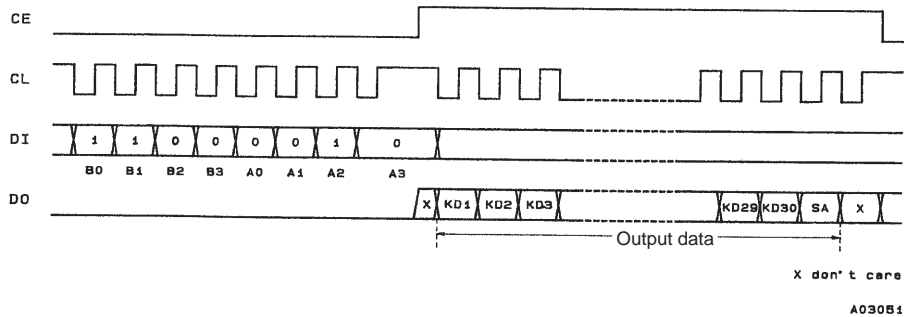 CE
CL
DI 1 1 0 0 0 0 1 0
B0 B1 B2 B3 A0 A1 A2 A3
DO X KD1 KD2 KD3 KD29 KD30 SA X
Output data
X don't care
A03051